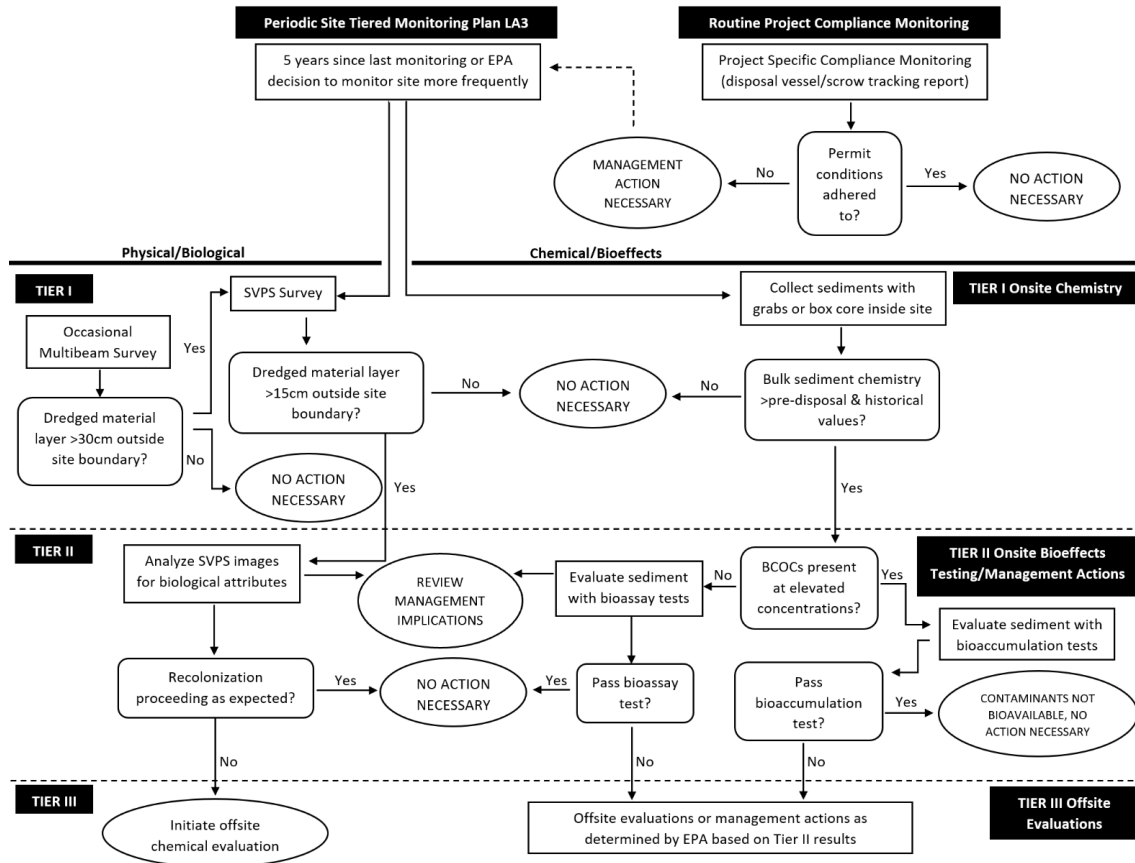 Periodic Site Tiered Monitoring Plan LA3
Routine Project Compliance Monitoring
5 years since last monitoring or EPA
decision to monitor site more frequently
Project Specific Compliance Monitoring
(disposal vessel/scrow tracking report)
MANAGEMENT
ACTION
NECESSARY
No
Permit
conditions
adhered
to?
Yes
NO ACTION
NECESSARY
Physical/Biological
Chemical/Bioeffects
TIER I
SVPS Survey
Collect sediments with
grabs or box core inside site
TIER I Onsite Chemistry
Occasional
Multibeam Survey
Yes
Dredged material layer
>15cm outside site
boundary?
No
NO ACTION
NECESSARY
No
Bulk sediment chemistry
>pre-disposal & historical
values?
Dredged material
layer >30cm outside
site boundary?
No
NO ACTION
NECESSARY
Yes
Yes
TIER II
Analyze SVPS images
for biological attributes
REVIEW
MANAGEMENT
IMPLICATIONS
Evaluate sediment
with bioassay tests
No
BCOCs present
at elevated
concentrations?
Yes
TIER II Onsite Bioeffects
Testing/Management Actions
Evaluate sediment with
bioaccumulation tests
Recolonization
proceeding as expected?
Yes
NO ACTION
NECESSARY
Yes
Pass bioassay
test?
Pass
bioaccumulation
test?
Yes
CONTAMINANTS NOT
BIOAVAILABLE, NO
ACTION NECESSARY
No
No
No
TIER III
Initiate offsite
chemical evaluation
Offsite evaluations or management actions as
determined by EPA based on Tier II results
TIER III Offsite
Evaluations